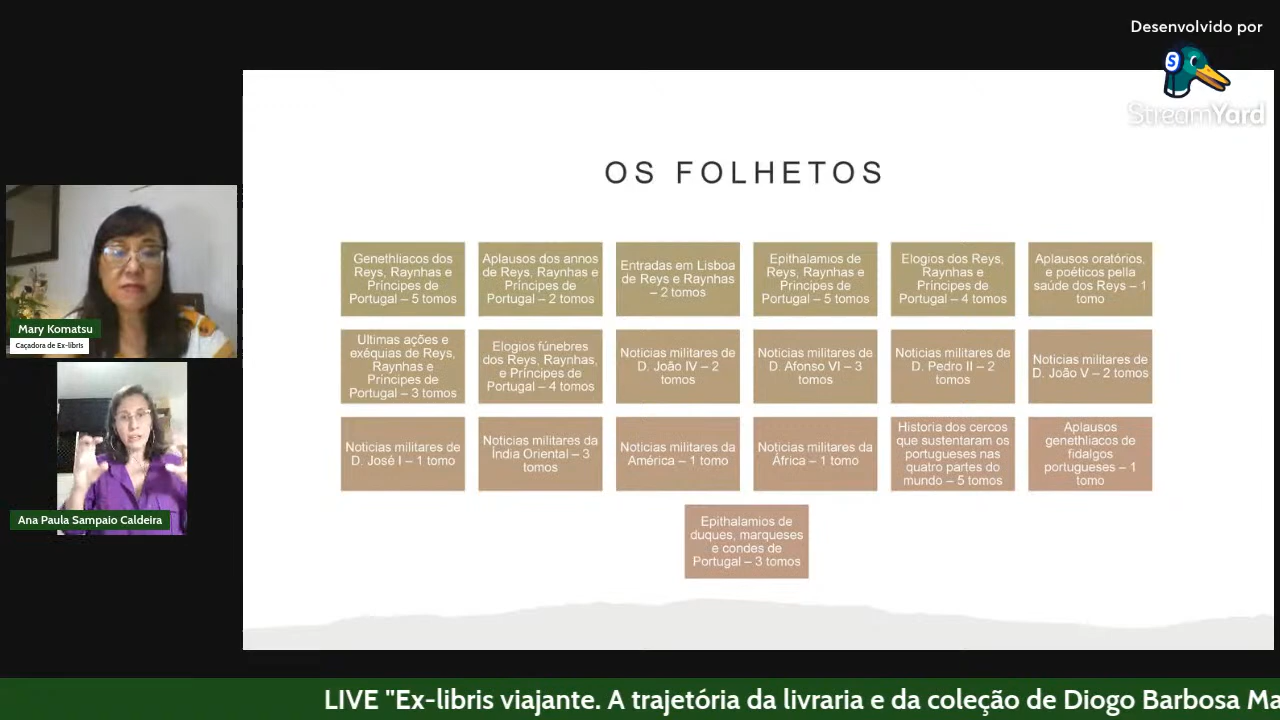 Desenvolvido por
StreamYard
OS FOLHETOS
Genethliacos dos
Reys, Raynhas e
Príncipes de
Portugal – 5 tomos
Aplausos dos annos
de Reys, Raynhas e
Príncipes de
Portugal – 2 tomos
Entradas em Lisboa
de Reys e Raynhas
– 2 tomos
Epithalamios de
Reys, Raynhas e
Príncipes de
Portugal – 5 tomos
Elogios dos Reys,
Raynhas e
Príncipes de
Portugal – 4 tomos
Aplausos oratórios,
e poéticos pella
saúde dos Reys – 1
tomo
Ultimas ações e
exéquias de Reys,
Raynhas e
Príncipes de
Portugal – 3 tomos
Elogios fúnebres
dos Reys, Raynhas,
e Príncipes de
Portugal – 4 tomos
Noticias militares de
D. João IV – 2
tomos
Noticias militares de
D. Afonso VI – 3
tomos
Noticias militares de
D. Pedro II – 2
tomos
Noticias militares de
D. João V – 2 tomos
Noticias militares de
D. José I – 1 tomo
Noticias militares da
Índia Oriental – 3
tomos
Noticias militares da
América – 1 tomo
Noticias militares da
África – 1 tomo
Historia dos cercos
que sustentaram os
portugueses nas
quatro partes do
mundo – 5 tomos
Aplausos
genethliacos de
fidalgos
portugueses – 1
tomo
Epithalamios de
duques, marqueses
e condes de
Portugal – 3 tomos
Mary Komatsu
Caçadora de Ex-libris
Ana Paula Sampaio Caldeira
LIVE "Ex-libris viajante. A trajetória da livraria e da coleção de Diogo Barbosa Ma